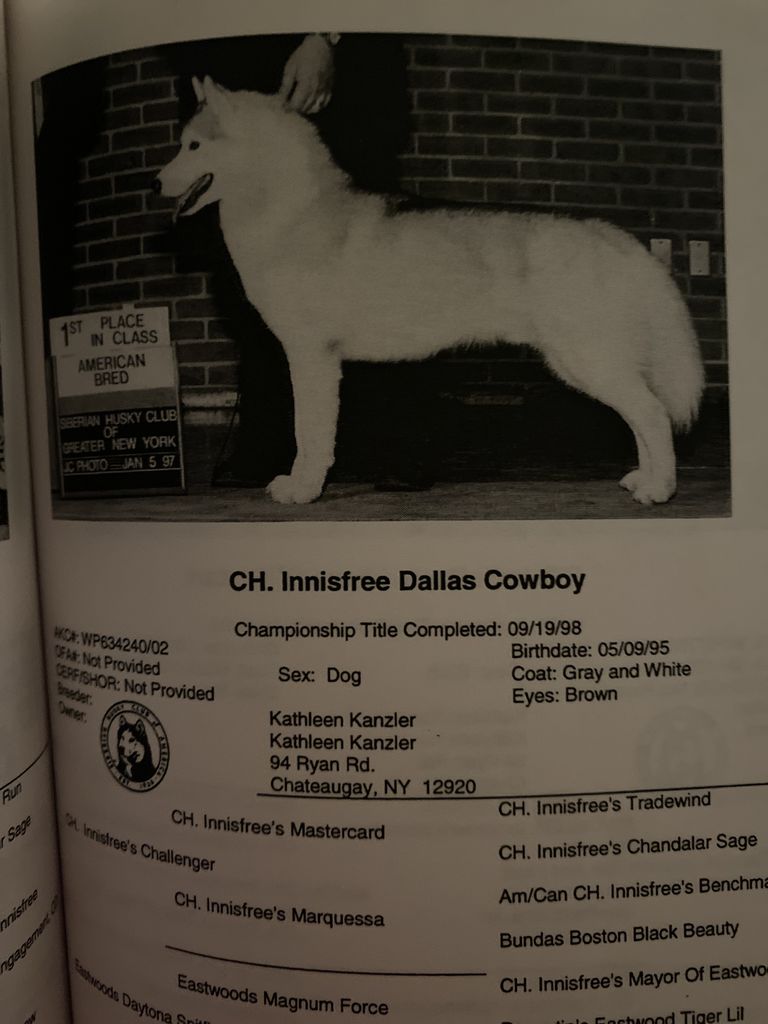 1ST PLACE
IN CLASS
AMERICAN
BRED
SIBERIAN HUSKY CLUB
OF
GREATER NEW YORK
JC PHOTO JAN 5 97
CH. Innisfree Dallas Cowboy
AKC#: WP634240/02
OFA#: Not Provided
CERF/SHOR: Not Provided
Breeder:
Owner:
Championship Title Completed: 09/19/98
Birthdate: 05/09/95
Sex: Dog
Coat: Gray and White
Eyes: Brown
Kathleen Kanzler
Kathleen Kanzler
94 Ryan Rd.
Chateaugay, NY 12920
CH. Innisfree's Tradewind
CH. Innisfree's Mastercard
CH. Innisfree's Chandalar Sage
CH. Innisfree's Challenger
Am/Can CH. Innisfree's
CH. Innisfree's Marquessa
Bundas Boston Black Beauty
CH. Innisfree's Mayor Of
Eastwoods Magnum Force
Eastwoods Daytona
Eastwood Tiger Lil
Run
Sage